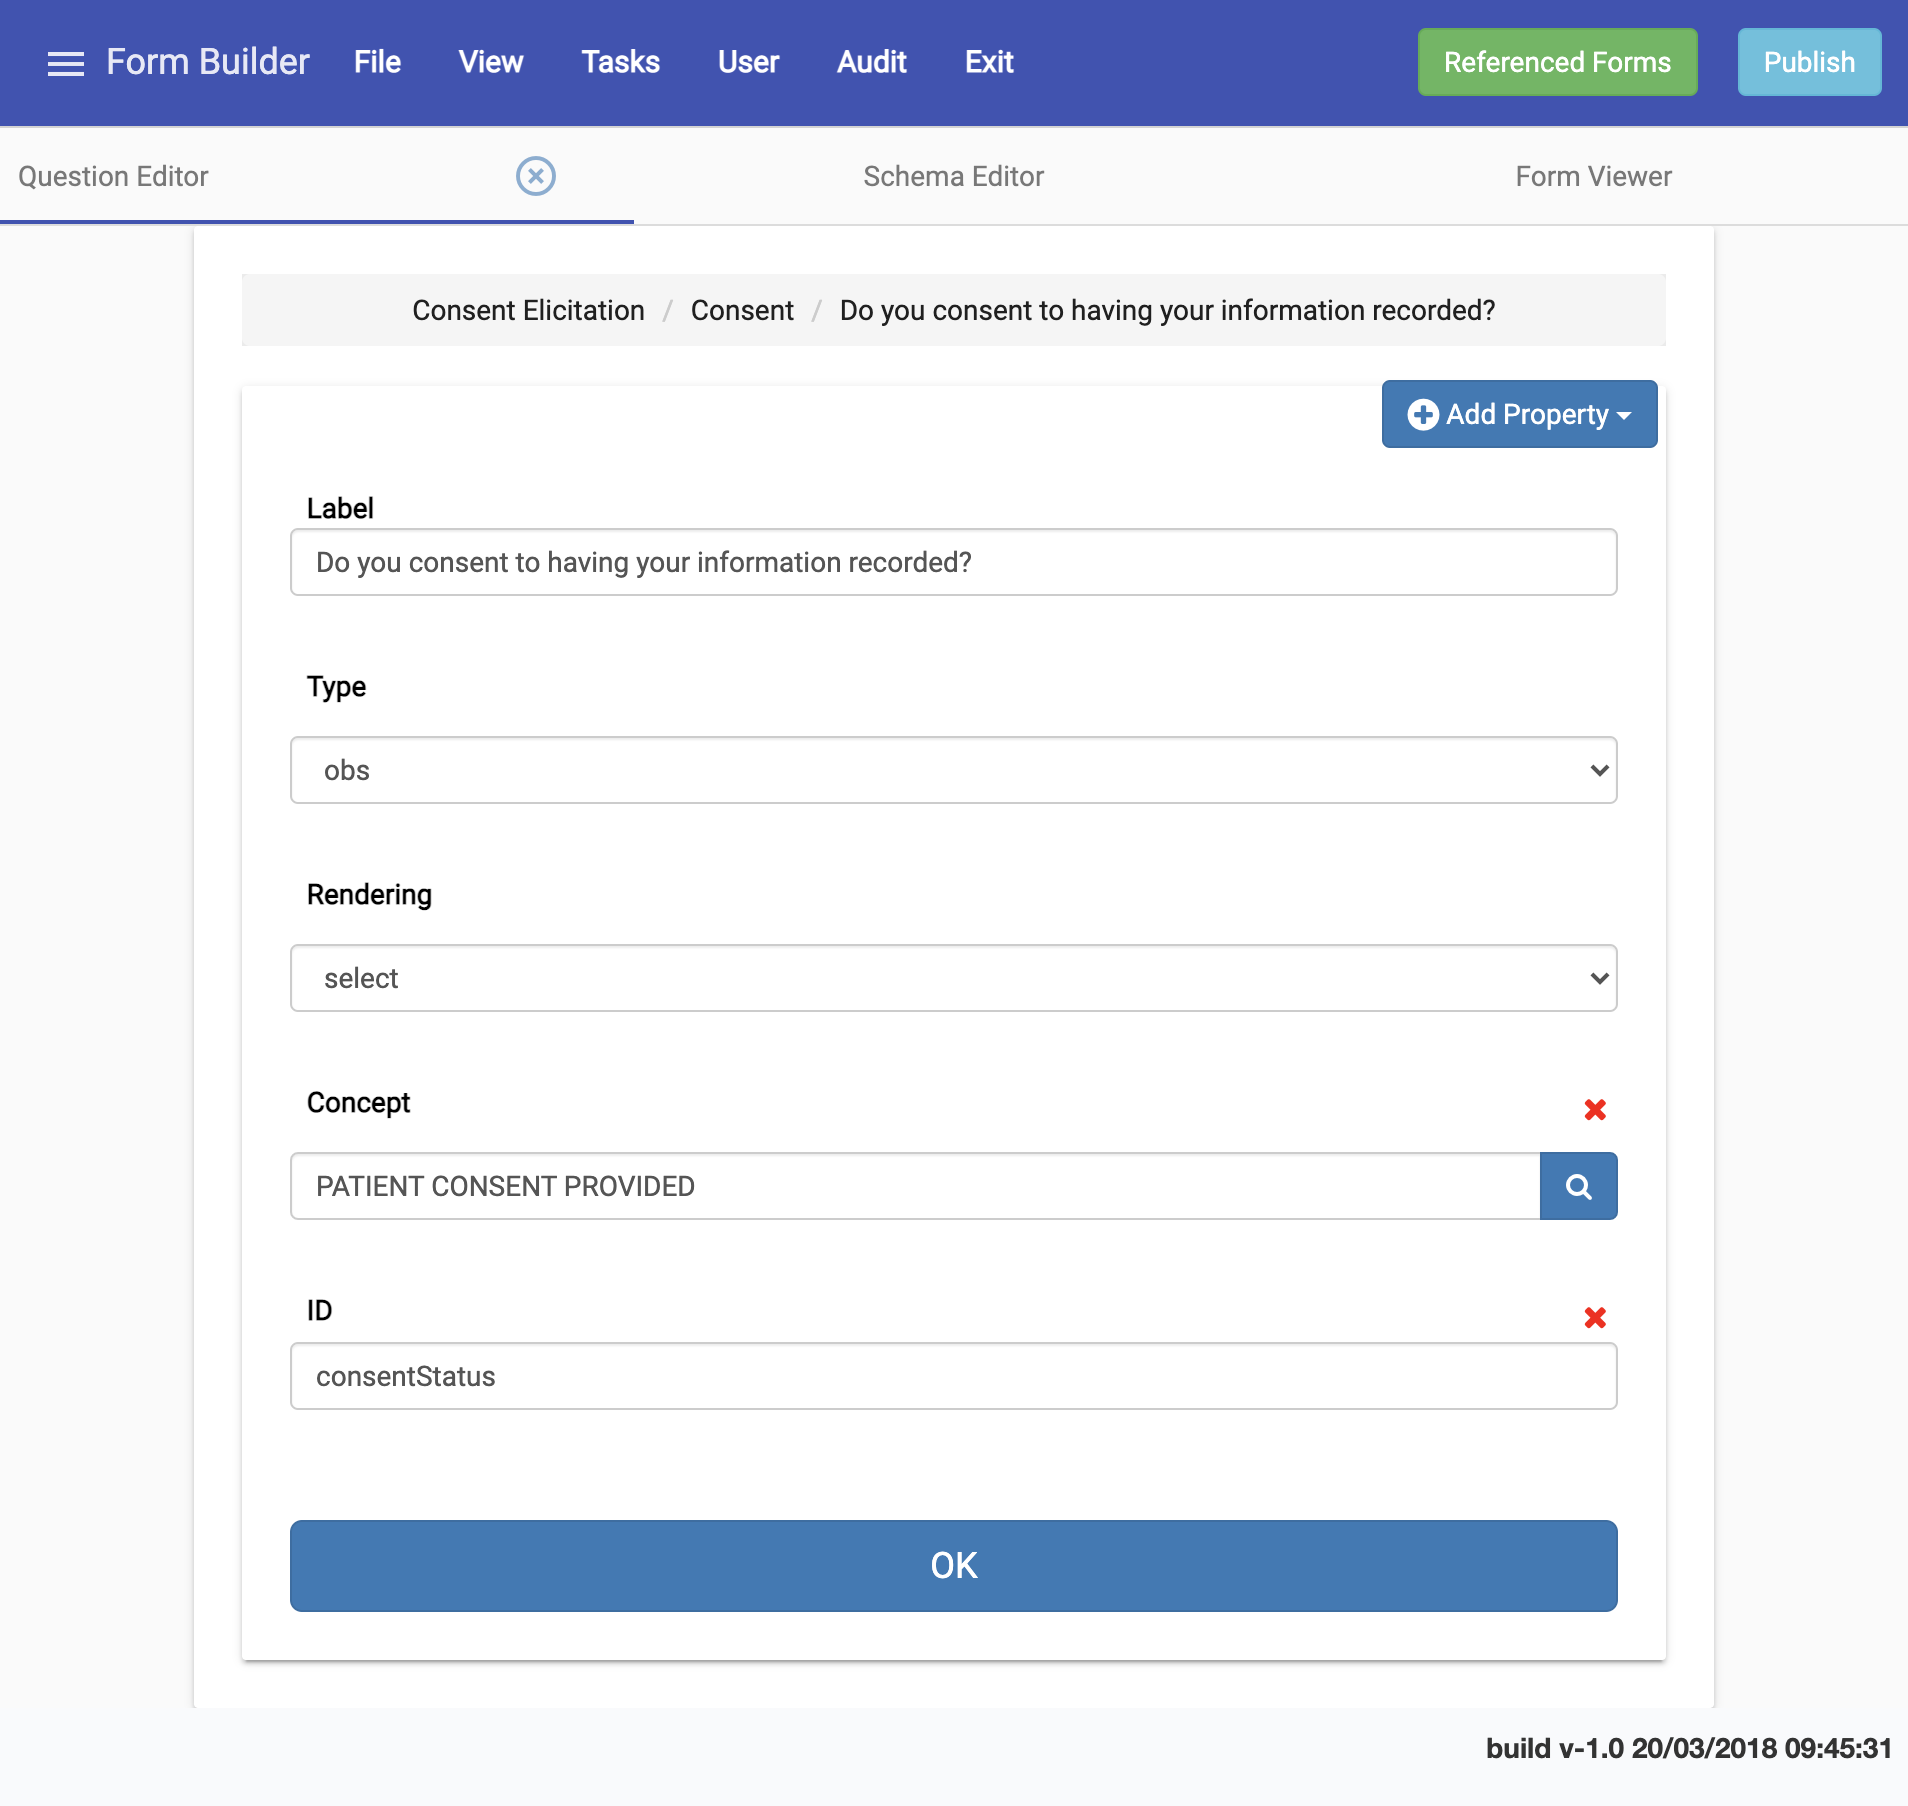 Form Builder File View Tasks User Audit Exit Referenced Forms Publish
Question Editor Schema Editor Form Viewer
Consent Elicitation / Consent / Do you consent to having your information recorded?
Add Property
Label
Do you consent to having your information recorded?
Type
obs
Rendering
select
Concept
PATIENT CONSENT PROVIDED
ID
consentStatus
OK
build v-1.0 20/03/2018 09:45:31